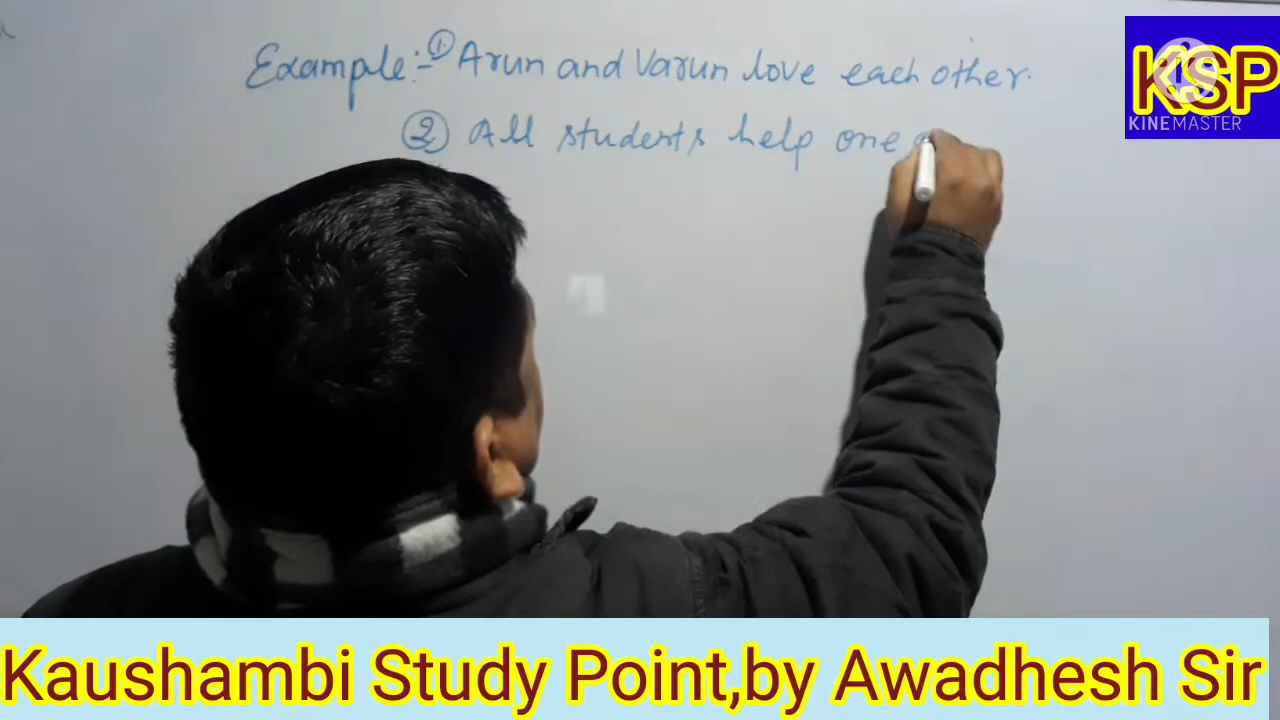 Example:- ① Arun and Varun love each other.
② All students help one
KSP
KINEMASTER
Kaushambi Study Point,by Awadhesh Sir